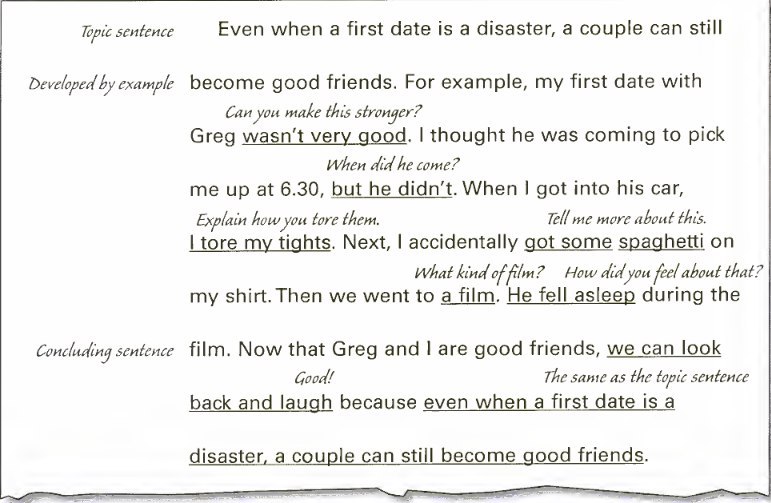 Topic sentence Even when a first date is a disaster, a couple can still
Developed by example become good friends. For example, my first date with
Can you make this stronger?
Greg wasn't very good. I thought he was coming to pick
When did he come?
me up at 6.30, but he didn't. When I got into his car,
Explain how you tore them. Tell me more about this.
I tore my tights. Next, I accidentally got some spaghetti on
What kind of film? How did you feel about that?
my shirt. Then we went to a film. He fell asleep during the
Concluding sentence film. Now that Greg and I are good friends, we can look
Good! The same as the topic sentence
back and laugh because even when a first date is a
disaster, a couple can still become good friends.